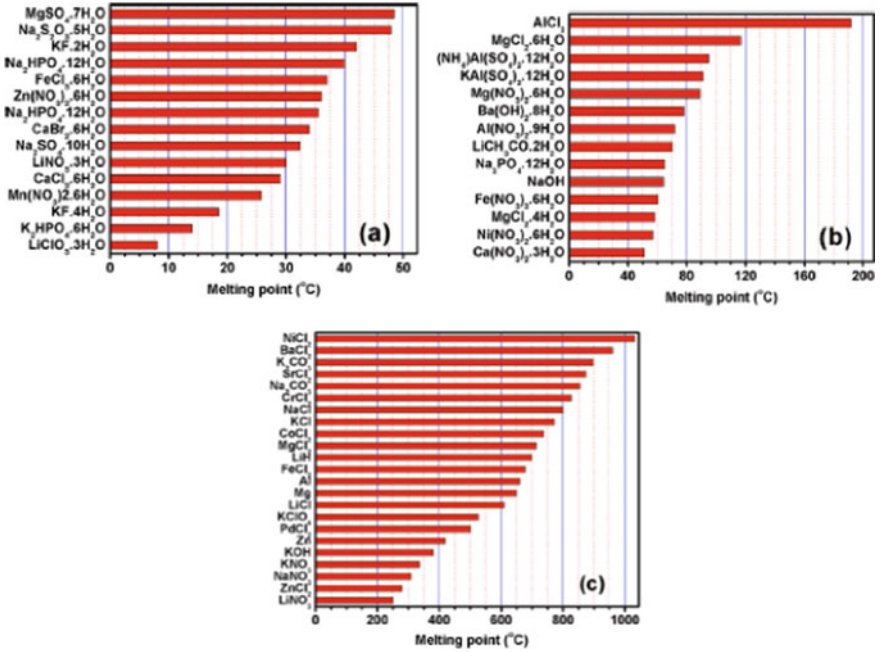 MgSO₄.7H₂O
Na₂S₂O₃.5H₂O
KF.2H₂O
Na₂HPO₄.12H₂O
FeCl₃.6H₂O
Zn(NO₃)₂.6H₂O
Na₂HPO₄.12H₂O
CaBr₂.6H₂O
Na₂SO₄.10H₂O
LiNO₃.3H₂O
CaCl₂.6H₂O
Mn(NO₃)2.6H₂O
KF.4H₂O
K₂HPO₄.6H₂O
LiClO₃.3H₂O
(a)
0 10 20 30 40 50
Melting point (°C)
AlCl₃
MgCl₂.6H₂O
(NH₄)Al(SO₄)₂.12H₂O
KAl(SO₄)₂.12H₂O
Mg(NO₃)₂.6H₂O
Ba(OH)₂.8H₂O
Al(NO₃)₂.9H₂O
LiCH₃CO.2H₂O
Na₃PO₄.12H₂O
NaOH
Fe(NO₃)₃.6H₂O
MgCl₂.4H₂O
Ni(NO₃)₂.6H₂O
Ca(NO₃)₂.3H₂O
(b)
0 40 80 120 160 200
Melting point (°C)
NiCl₂
BaCl₂
K₂CO₃
SrCl₂
Na₂CO₃
CrCl₂
NaCl
KCl
CoCl₂
MgCl₂
LiH
FeCl₂
Al
Mg
LiCl
KClO₄
PdCl₂
Zn
KOH
KNO₃
NaNO₃
ZnCl₂
LiNO₃
(c)
0 200 400 600 800 1000
Melting point (°C)